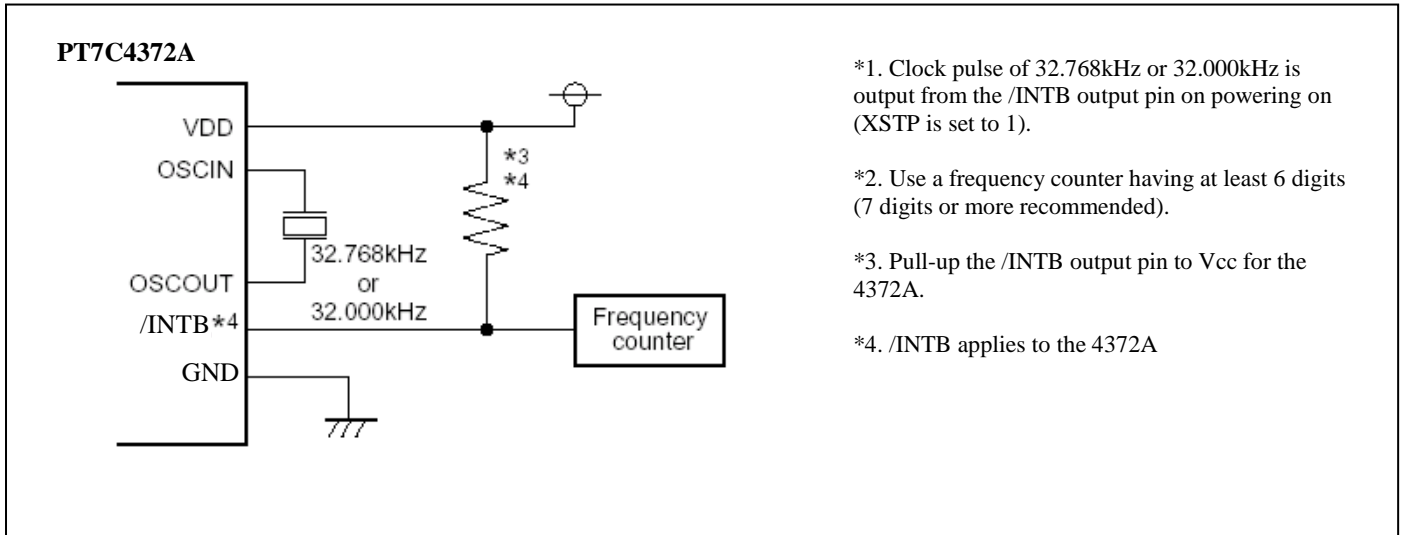 PT7C4372A
VDD
OSCIN
OSCOUT
/INTB*4
GND
32.768kHz
or
32.000kHz
*3
*4
Frequency
counter
*1. Clock pulse of 32.768kHz or 32.000kHz is
output from the /INTB output pin on powering on
(XSTP is set to 1).
*2. Use a frequency counter having at least 6 digits
(7 digits or more recommended).
*3. Pull-up the /INTB output pin to Vcc for the
4372A.
*4. /INTB applies to the 4372A